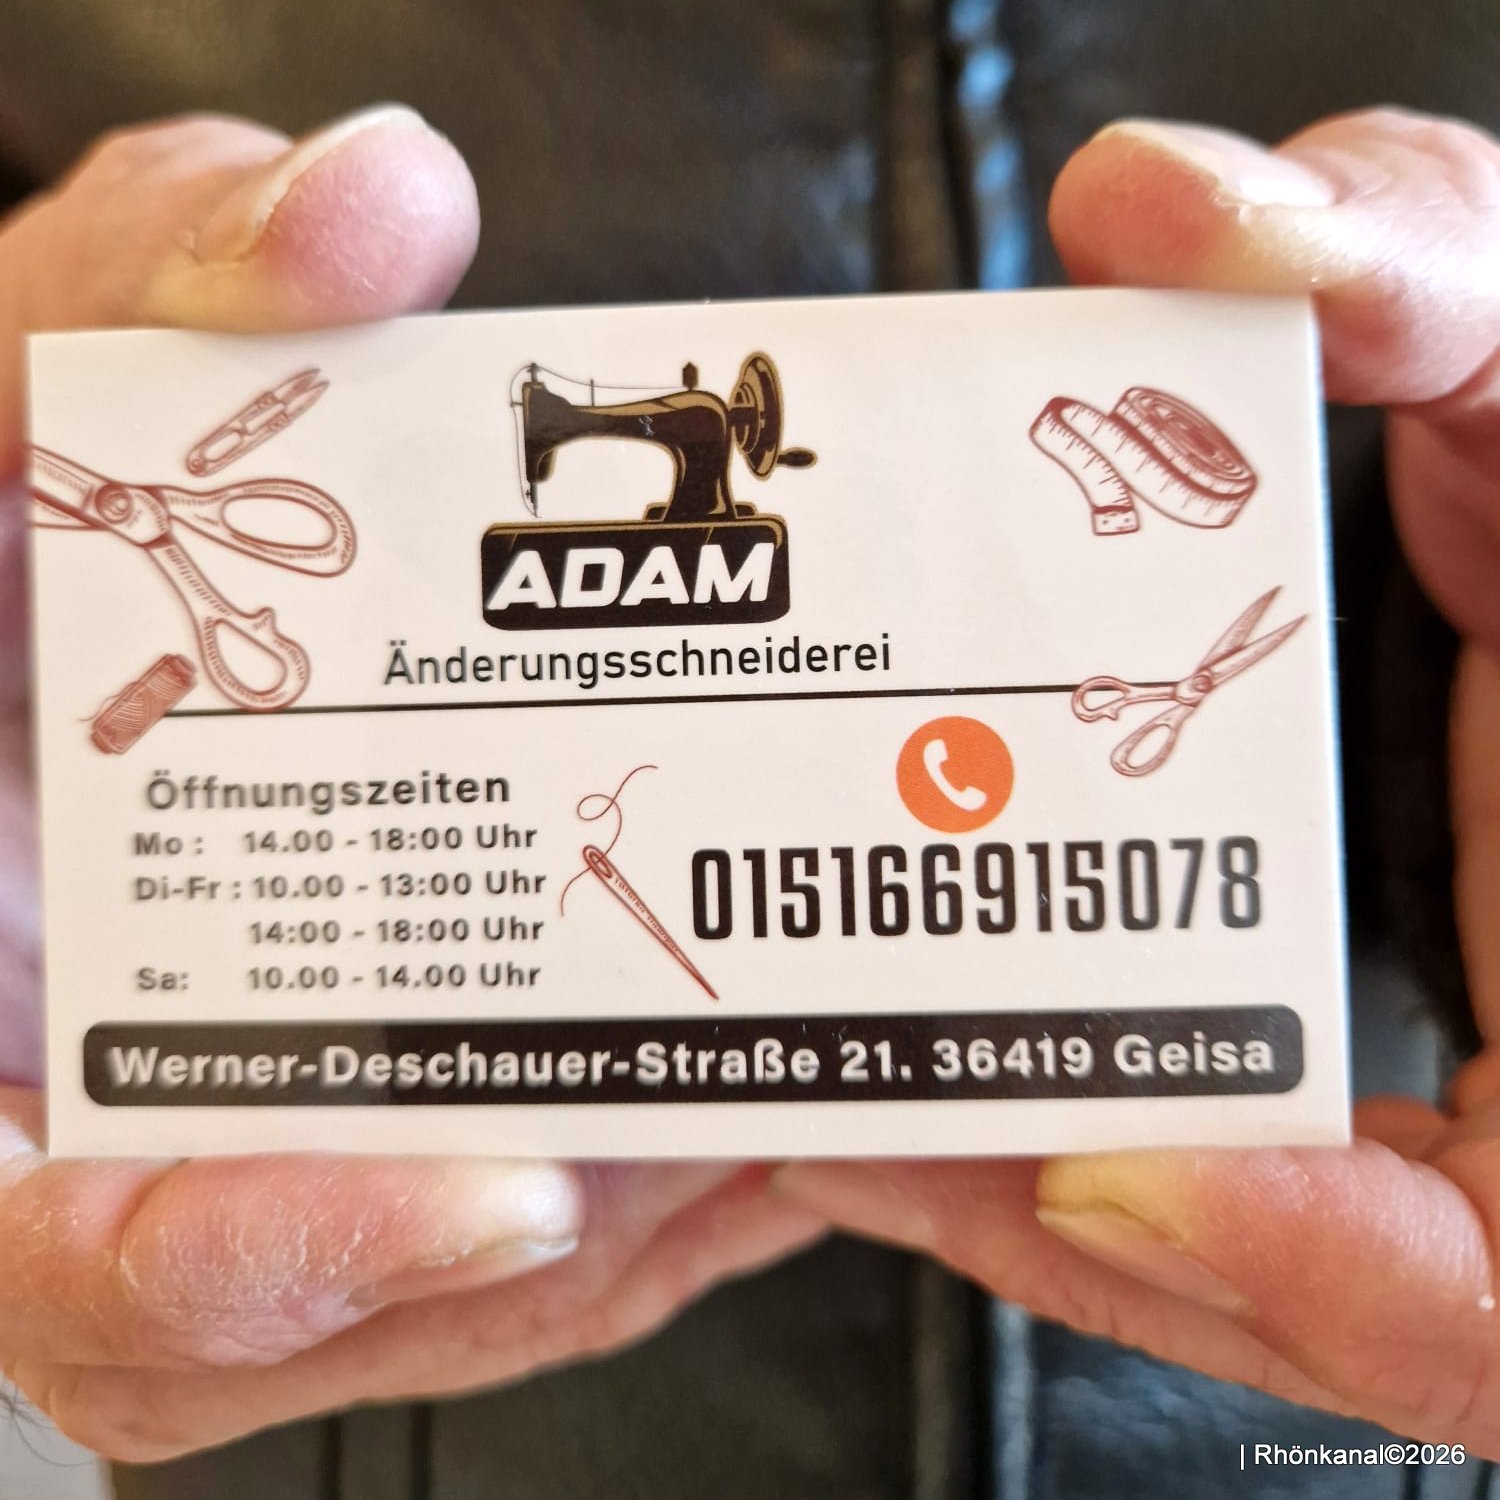 ADAM
Änderungsschneiderei
Öffnungszeiten
Mo : 14.00 - 18:00 Uhr
Di-Fr : 10.00 - 13:00 Uhr
14:00 - 18:00 Uhr
Sa: 10.00 - 14.00 Uhr
015166915078
Werner-Deschauer-Straße 21. 36419 Geisa
| Rhönkanal©2026